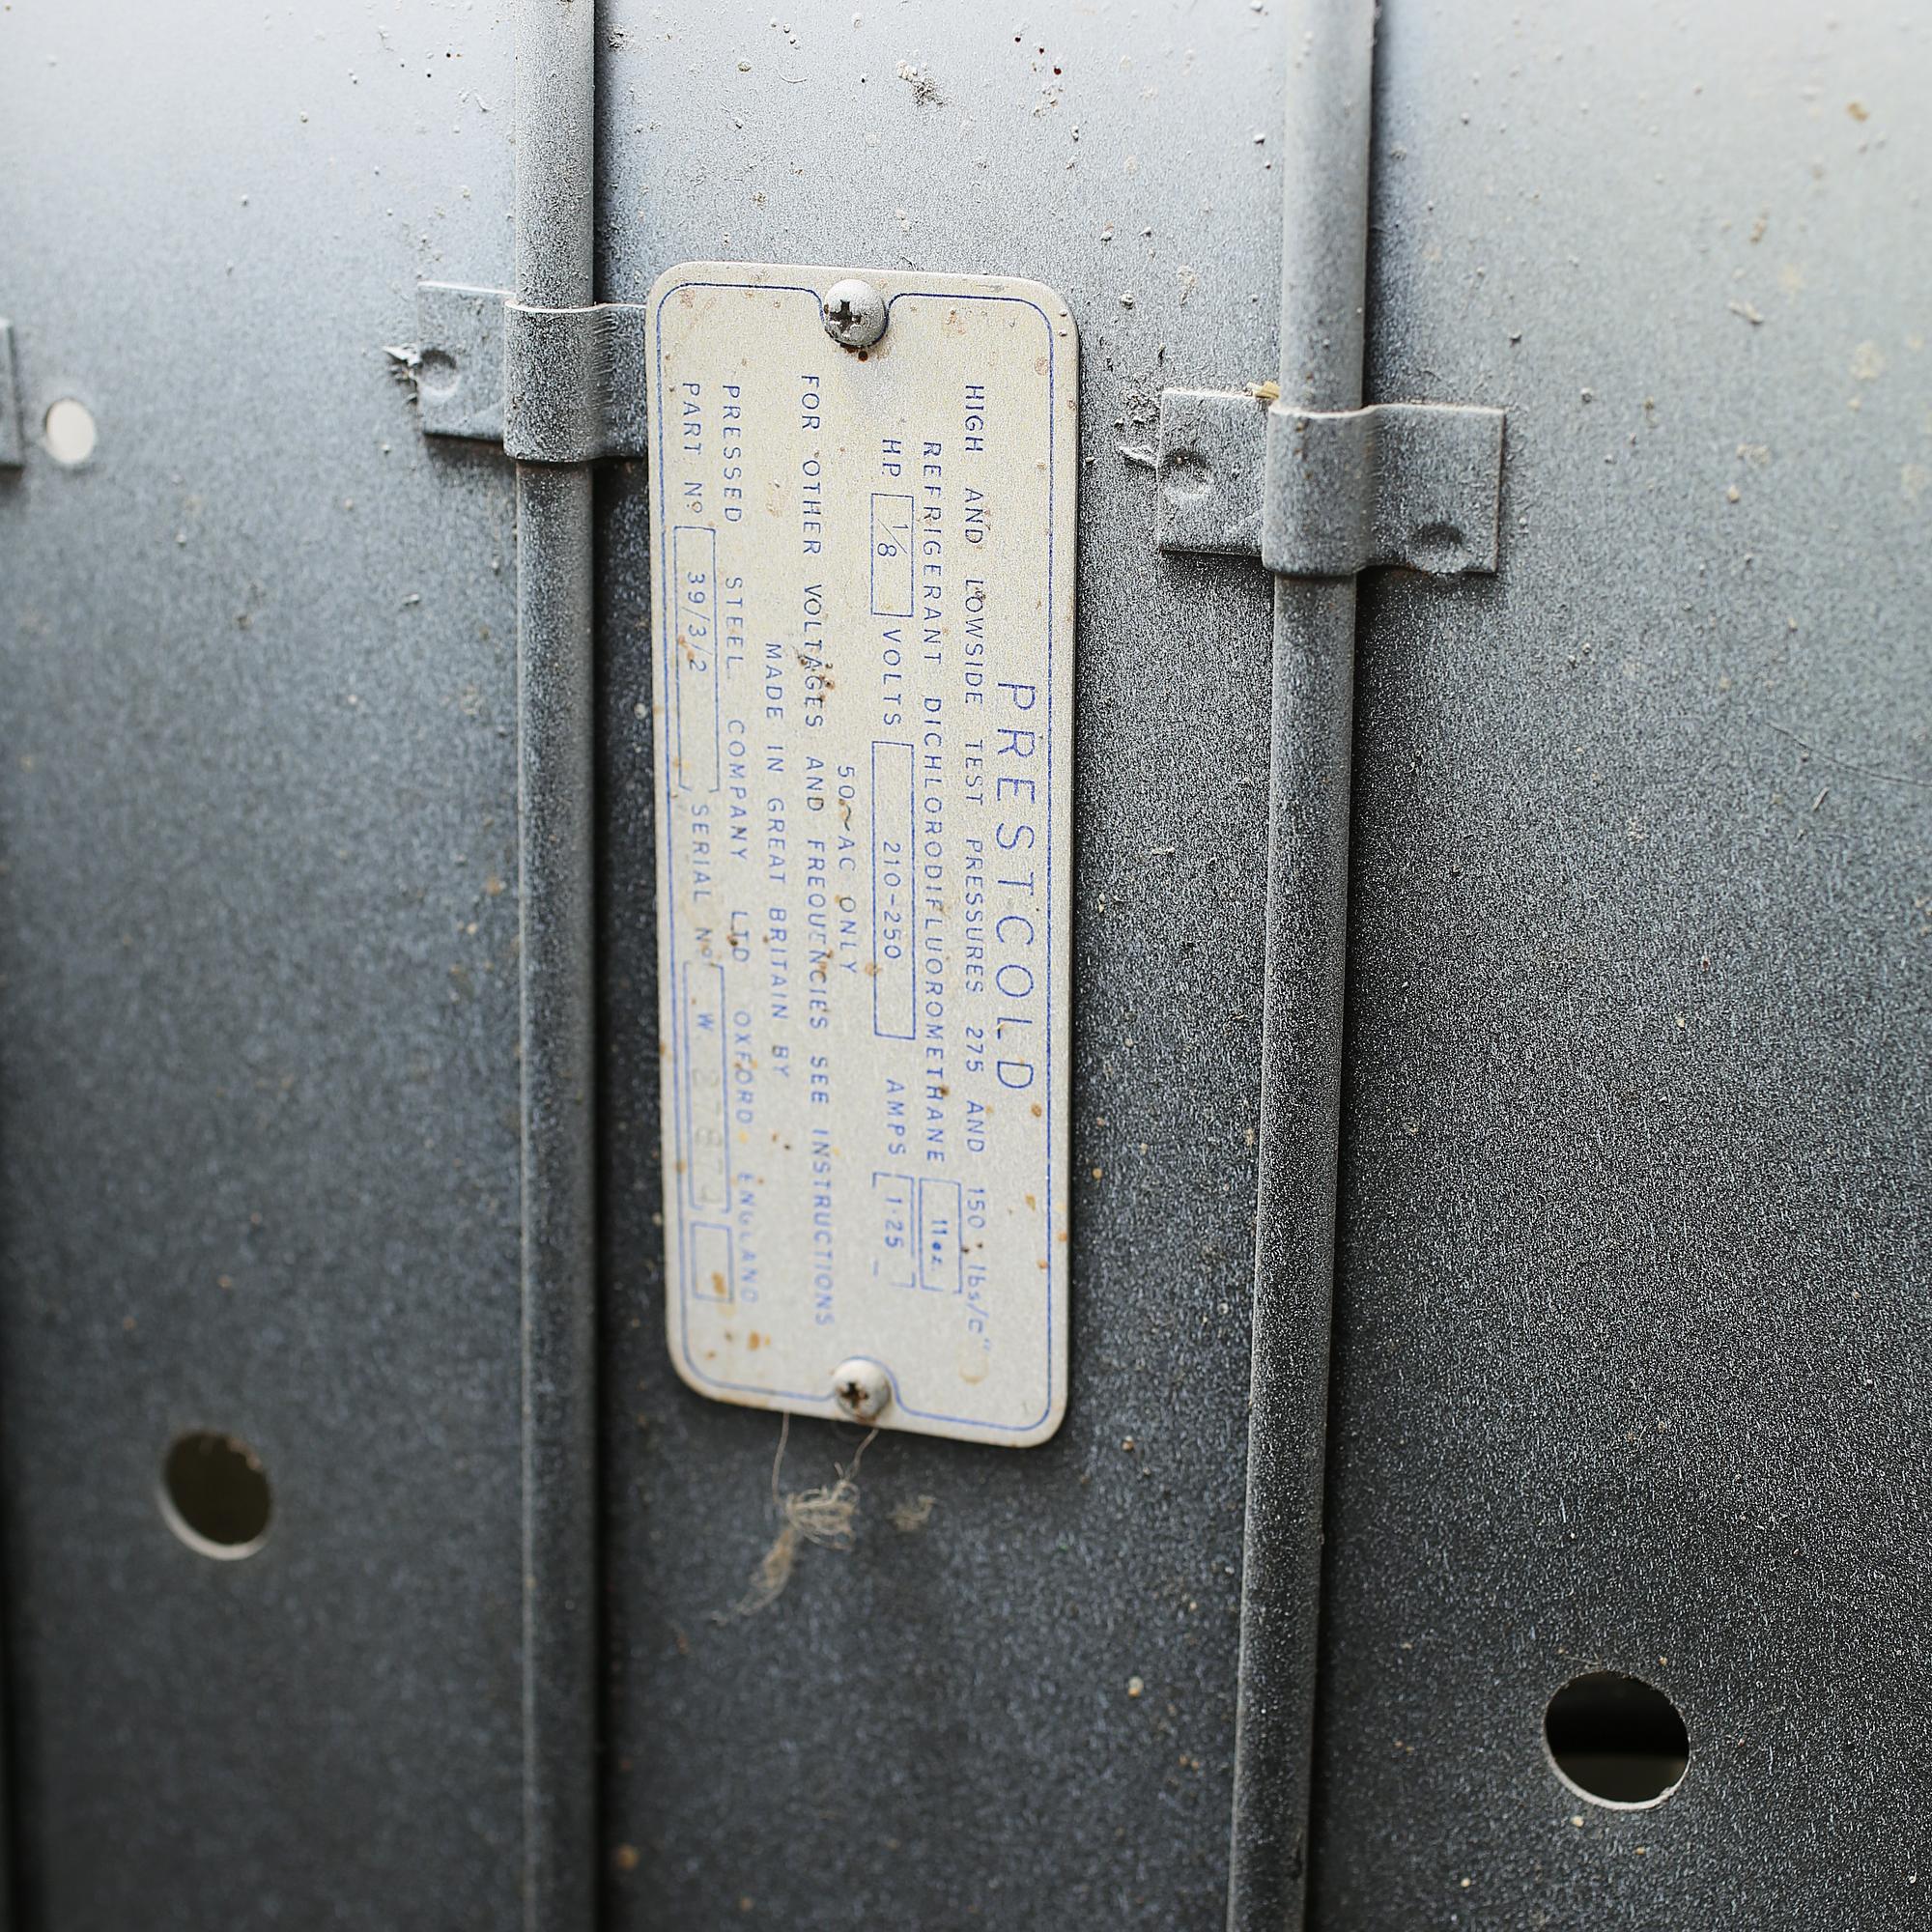 PRESTCOLD
HIGH AND LOWSIDE TEST PRESSURES 275 AND 150 lbs/□"
REFRIGERANT DICHLORODIFLUOROMETHANE 11oz.
H.P. 1/8 VOLTS 210-250 AMPS 1·25
50~AC ONLY
FOR OTHER VOLTAGES AND FREQUENCIES SEE INSTRUCTIONS
MADE IN GREAT BRITAIN BY
PRESSED STEEL COMPANY LTD OXFORD ENGLAND
PART Nº 39/3/2 SERIAL Nº W